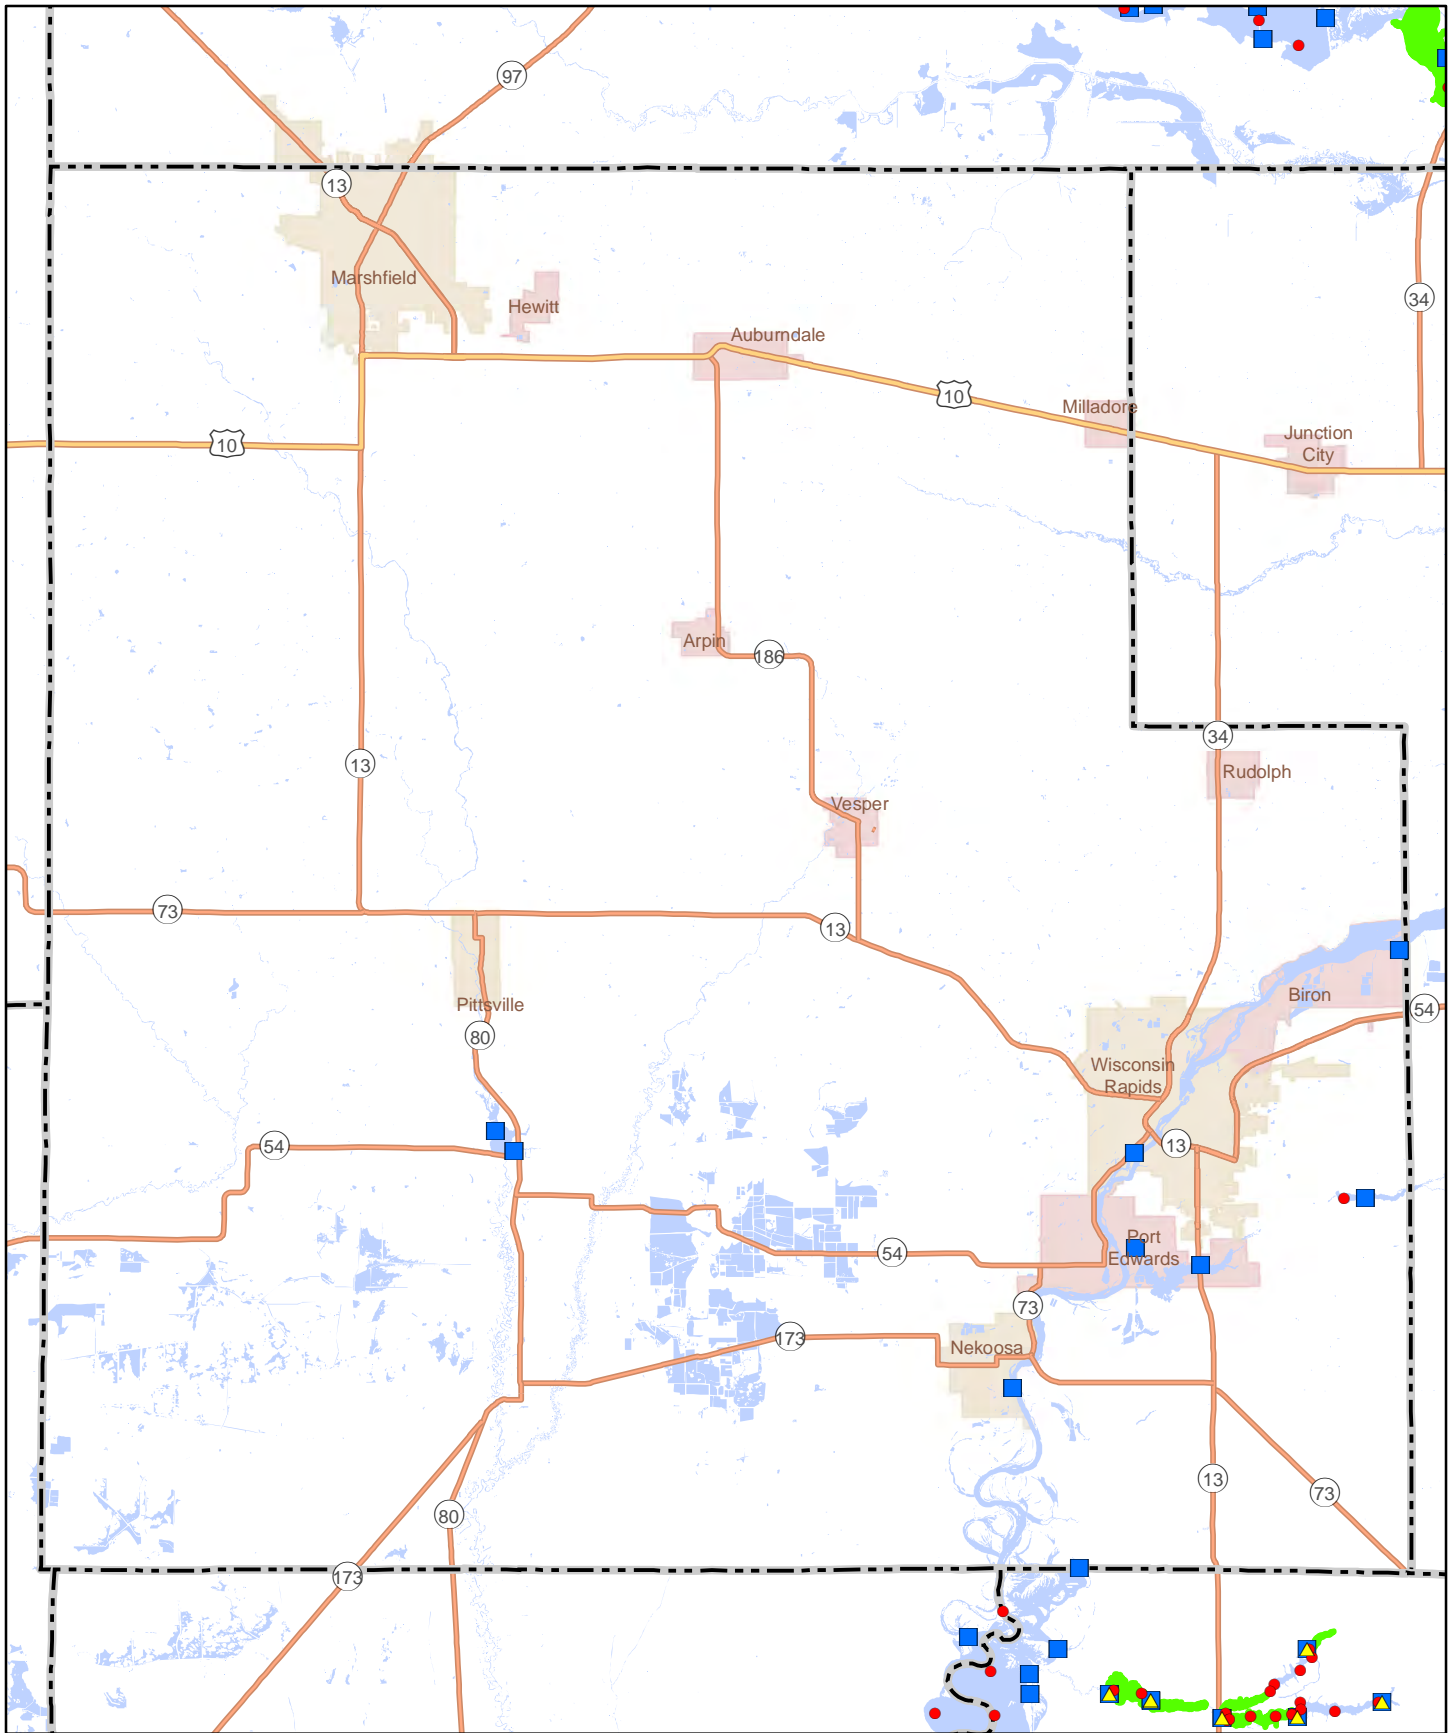 97
13
Marshfield
Hewitt
34
Auburndale
10
Milladore
10
Junction
City
Arpin
186
34
13
Rudolph
Vesper
73
13
Biron
Pittsville
54
80
Wisconsin
Rapids
54
13
Port
Edwards
54
73
173
Nekoosa
13
73
80
173